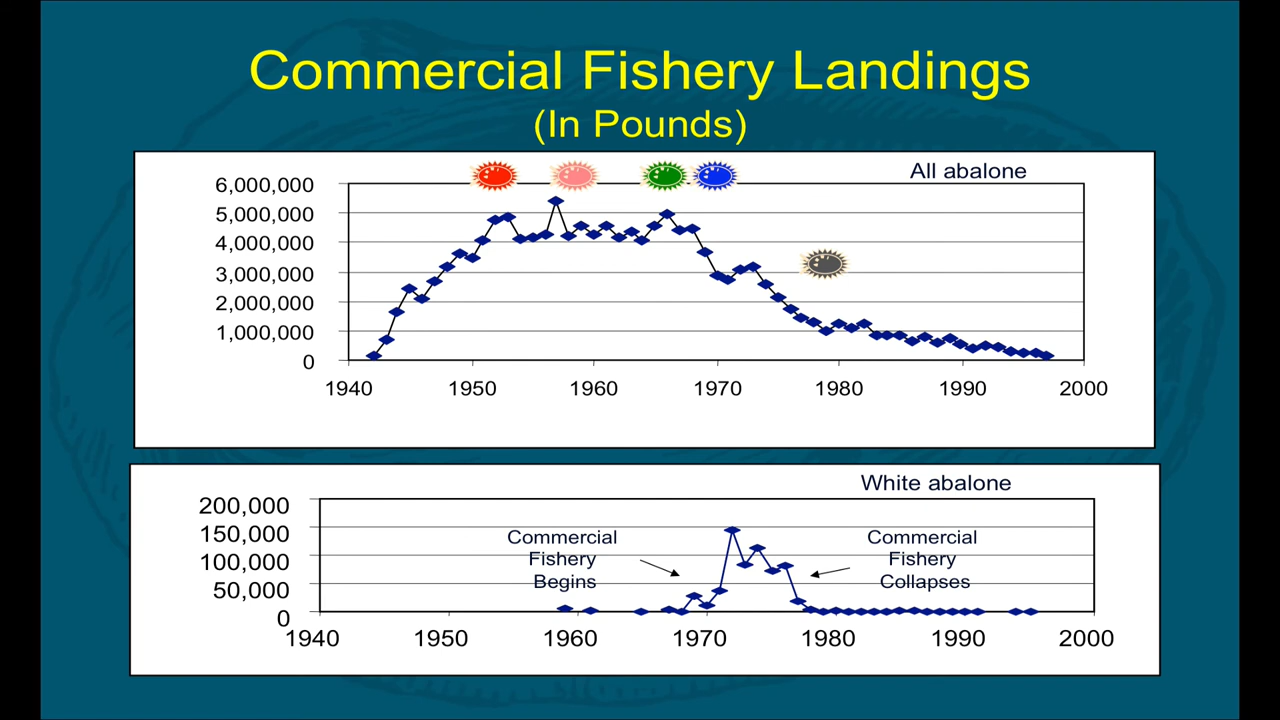 Commercial Fishery Landings
(In Pounds)
All abalone
6,000,000
5,000,000
4,000,000
3,000,000
2,000,000
1,000,000
0
1940 1950 1960 1970 1980 1990 2000
White abalone
200,000
150,000
100,000
50,000
0
Commercial
Fishery
Begins
Commercial
Fishery
Collapses
1940 1950 1960 1970 1980 1990 2000